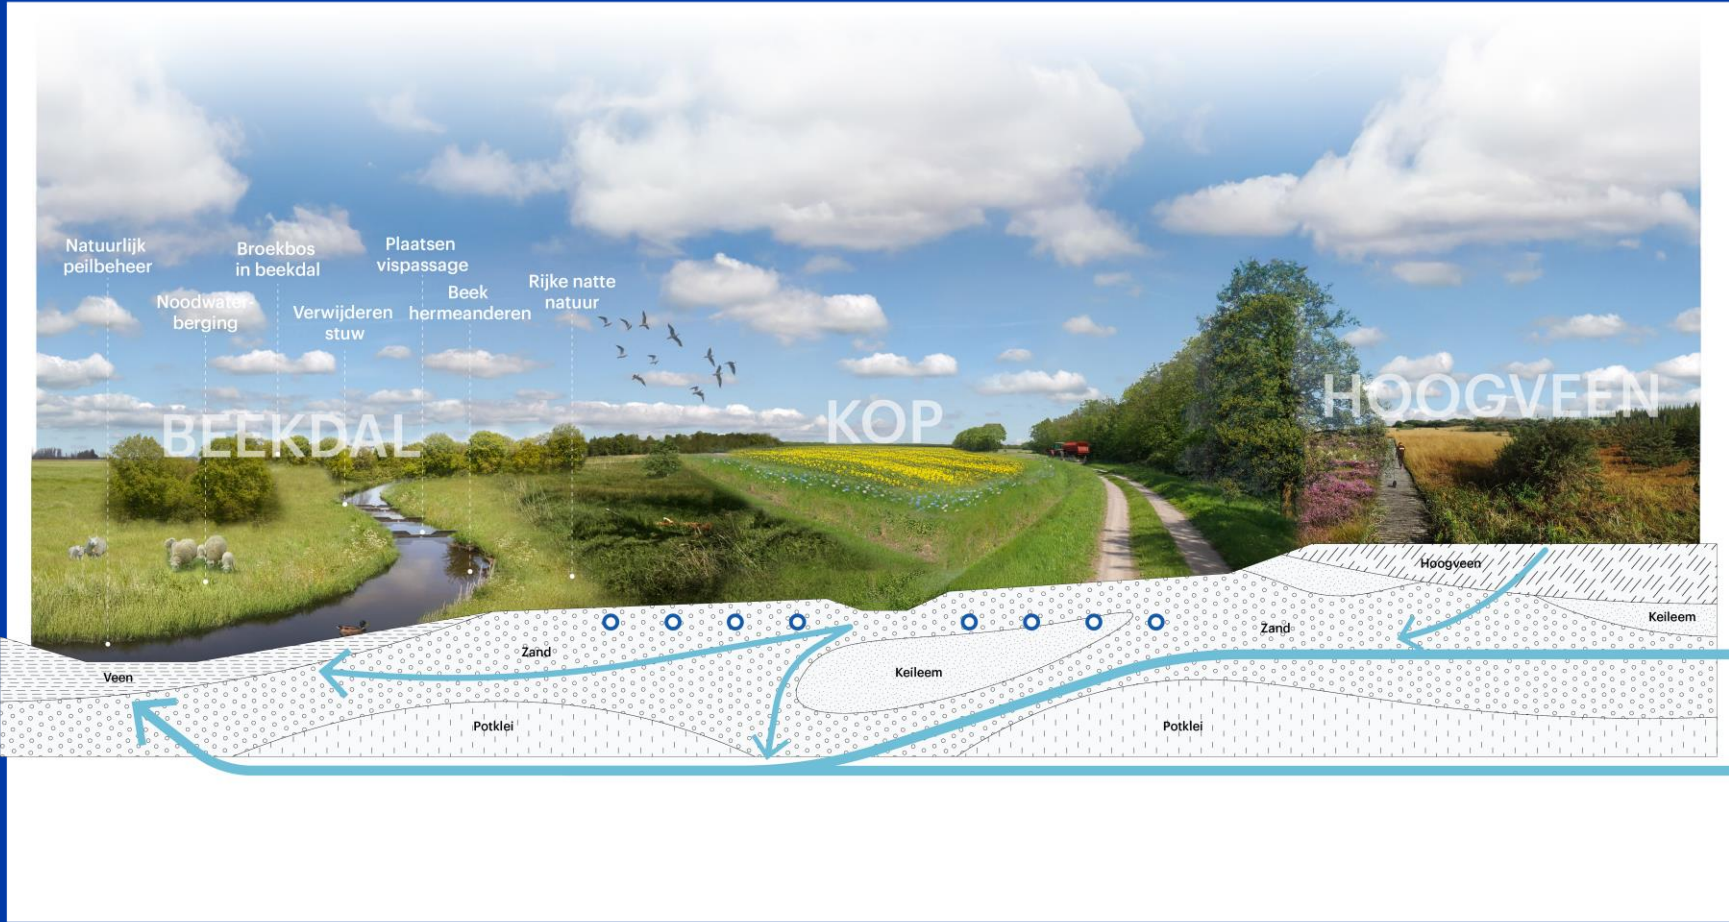 Natuurlijk
peilbeheer
Noodwater-
berging
Broekbos
in beekdal
Verwijderen
stuw
Plaatsen
vispassage
Beek
hermeanderen
Rijke natte
natuur
BEEKDAL
KOP
HOOGVEEN
Hoogveen
Keileem
Zand
Zand
Veen
Keileem
Potklei
Potklei